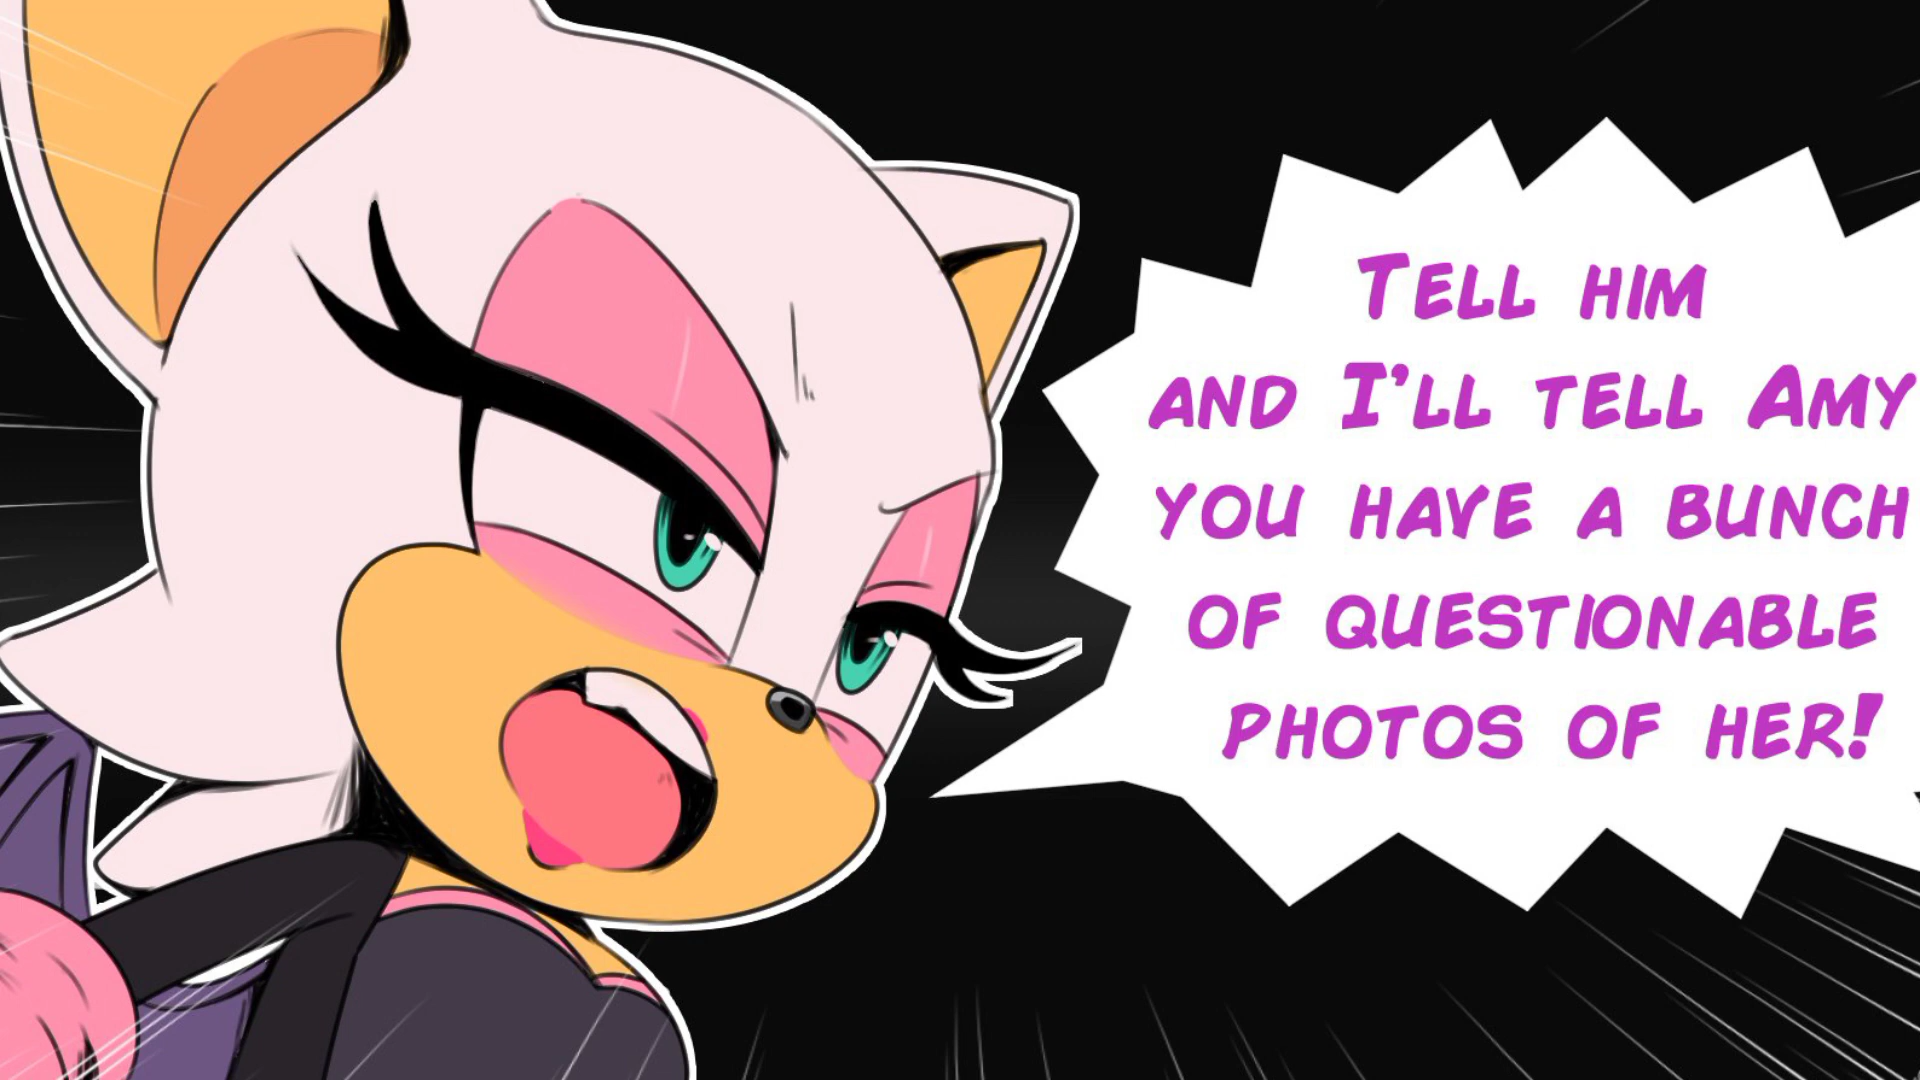 Tell him
and I'll tell Amy
you have a bunch
of questionable
photos of her!